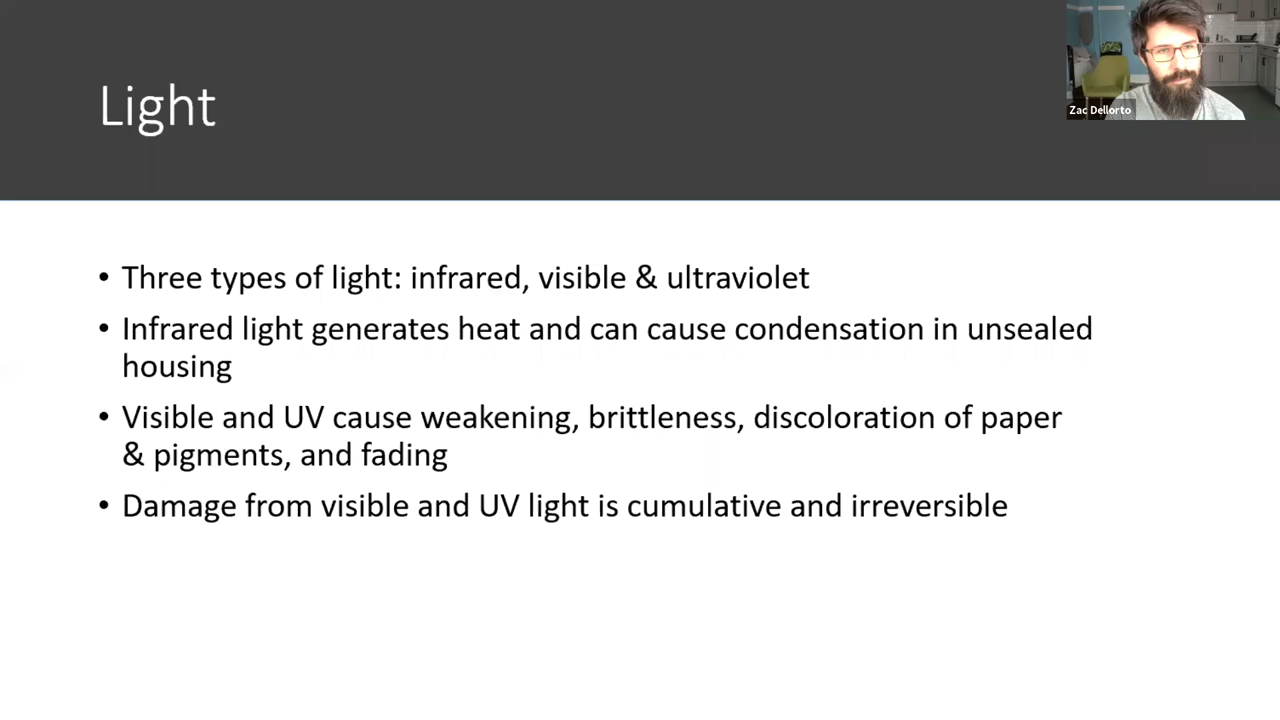 Light
Zac Dellorto
• Three types of light: infrared, visible & ultraviolet
• Infrared light generates heat and can cause condensation in unsealed
housing
• Visible and UV cause weakening, brittleness, discoloration of paper
& pigments, and fading
• Damage from visible and UV light is cumulative and irreversible